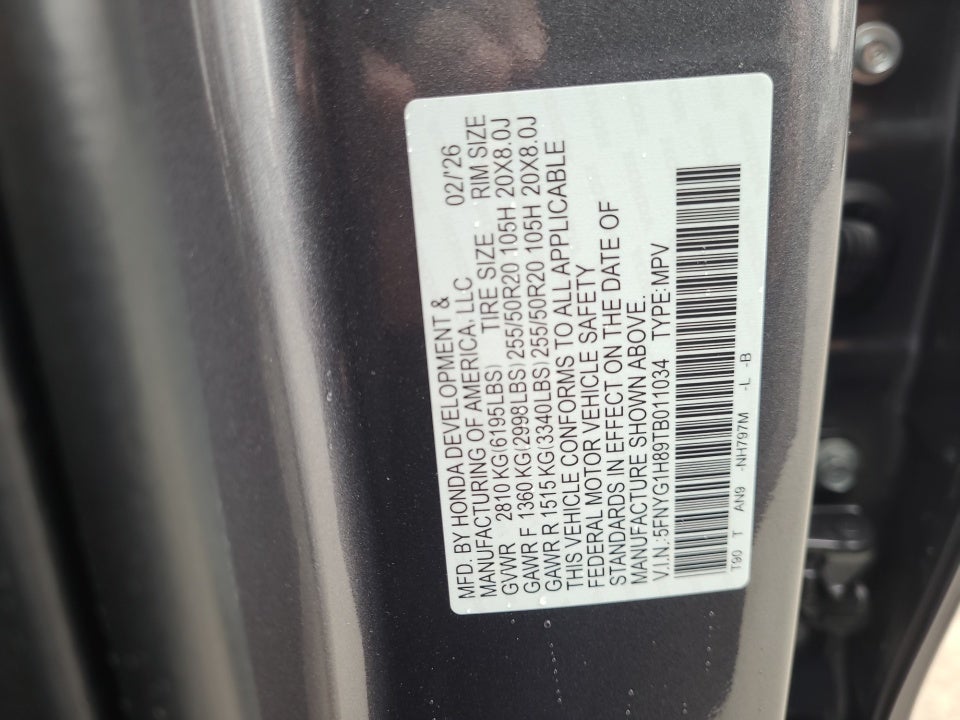 MFD. BY HONDA DEVELOPMENT &
MANUFACTURING OF AMERICA, LLC 02/'26
GVWR 2810 KG(6195LBS) TIRE SIZE RIM SIZE
GAWR F 1360 KG(2998LBS) 255/50R20 105H 20X8.0J
GAWR R 1515 KG(3340LBS) 255/50R20 105H 20X8.0J
THIS VEHICLE CONFORMS TO ALL APPLICABLE
FEDERAL MOTOR VEHICLE SAFETY
STANDARDS IN EFFECT ON THE DATE OF
MANUFACTURE SHOWN ABOVE.
V.I.N.:5FNYG1H89TB011034 TYPE:MPV
T90 T AN9 -NH797M -L -B